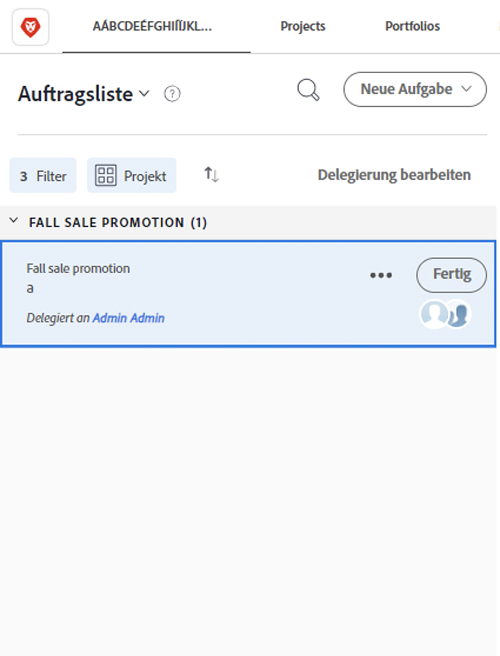 AÁBCDEÉFGHIÍĬJKL...
Projects
Portfolios
Auftragsliste
?
Neue Aufgabe
3 Filter
Projekt
Delegierung bearbeiten
FALL SALE PROMOTION (1)
Fall sale promotion
a
Fertig
Delegiert an Admin Admin